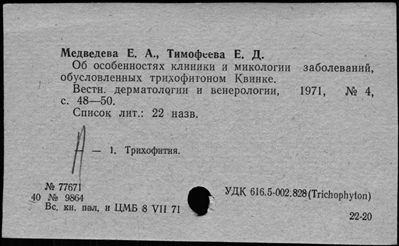 Медведева Е. А., Тимофеева Е. Д.
Об особенностях клиники и микологии заболеваний,
обусловленных трихофитоном Квинке.
Вестн. дерматологии и венерологии, 1971, № 4,
с. 48—50.
Список лит.: 22 назв.
— 1. Трихофития.
№ 77671
40 № 9864
Вс. кн. пал. и ЦМБ 8 VII 71
УДК 616.5-002.828(Trichophyton)
22-20